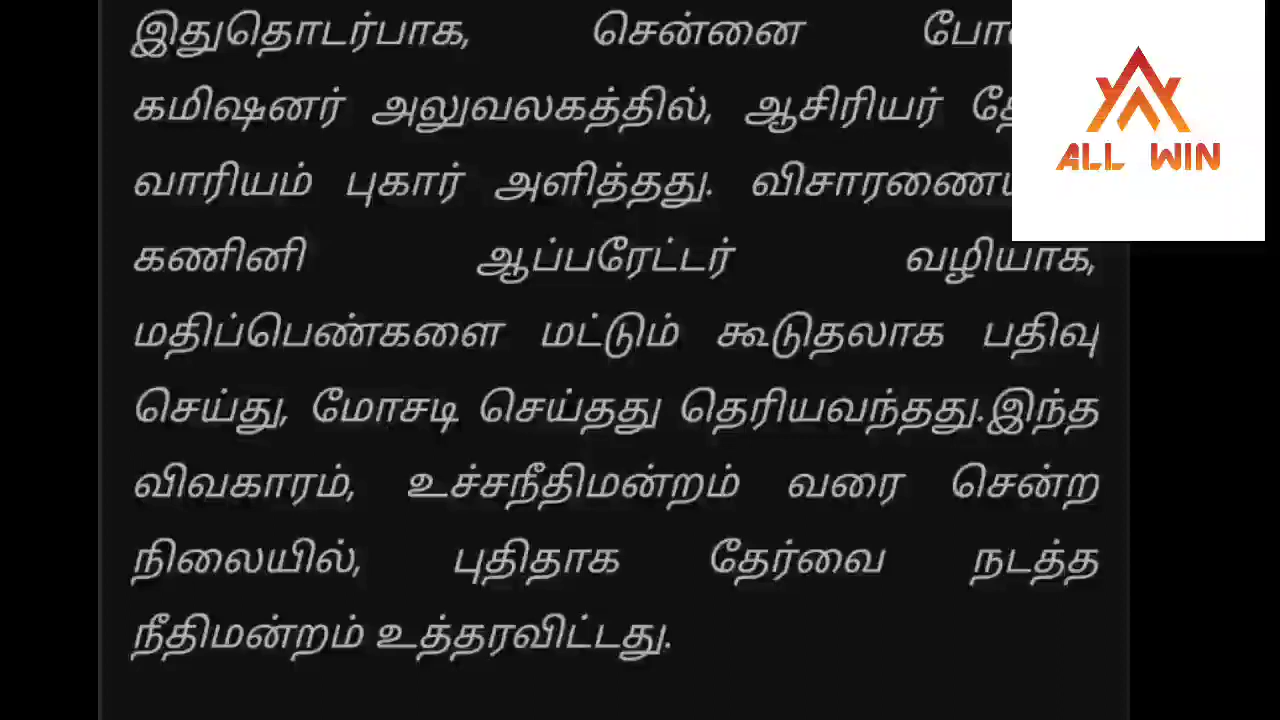 இதுதொடர்பாக, சென்னை
கமிஷனர் அலுவலகத்தில், ஆசிரியர்
வாரியம் புகார் அளித்தது.
கணினி ஆப்பரேட்டர் வழியாக,
மதிப்பெண்களை மட்டும் கூடுதலாக பதிவு
செய்து, மோசடி செய்தது தெரியவந்தது.இந்த
விவகாரம், உச்சநீதிமன்றம் வரை சென்ற
நிலையில், புதிதாக தேர்வை நடத்த
நீதிமன்றம் உத்தரவிட்டது.
ALL WIN